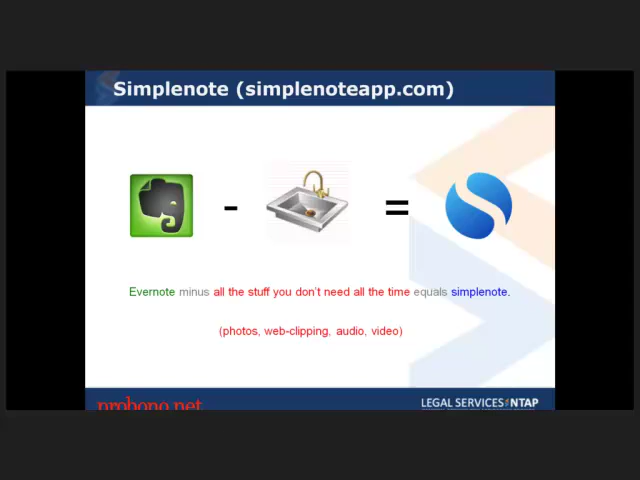 Simplenote (simplenoteapp.com)
- =
Evernote minus all the stuff you don't need all the time equals simplenote.
(photos, web-clipping, audio, video)
probono.net
LEGAL SERVICES NTAP